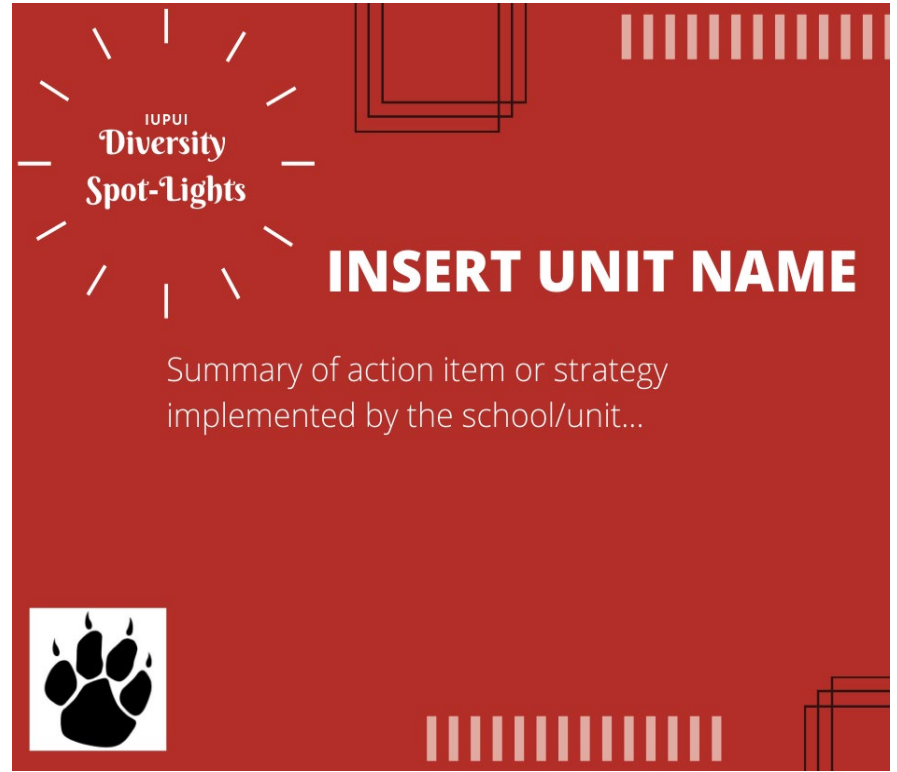 IUPUI
Diversity
Spot-Lights
INSERT UNIT NAME
Summary of action item or strategy
implemented by the school/unit...